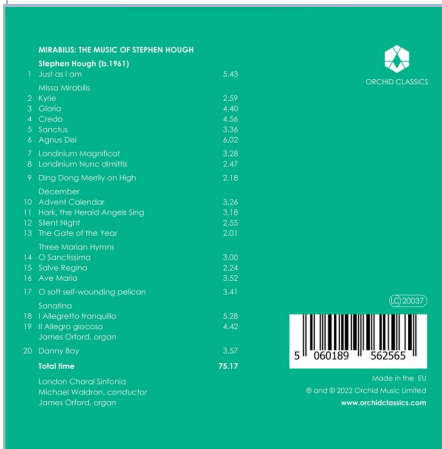 MIRABILIS: THE MUSIC OF STEPHEN HOUGH
Stephen Hough (b.1961)
1 Just as I am 5.43
Missa Mirabilis
2 Kyrie 2.59
3 Gloria 4.40
4 Credo 4.56
5 Sanctus 3.36
6 Agnus Dei 6.02
7 Londinium Magnificat 3.28
8 Londinium Nunc dimittis 2.47
9 Ding Dong Merrily on High 2.18
December
10 Advent Calendar 3.26
11 Hark, the Herald Angels Sing 3.18
12 Silent Night 2.55
13 The Gate of the Year 2.01
Three Marian Hymns
14 O Sanctissima 3.00
15 Salve Regina 2.24
16 Ave Maria 3.52
17 O soft self-wounding pelican 3.41
Sonatina
18 I Allegretto tranquillo 5.28
19 II Allegro giocoso 4.42
James Orford, organ
20 Danny Boy 3.57
Total time 75.17
London Choral Sinfonia
Michael Waldron, conductor
James Orford, organ
ORCHID CLASSICS
LC 20037
5 060189 562565
Made in the EU
℗ and © 2022 Orchid Music Limited
www.orchidclassics.com